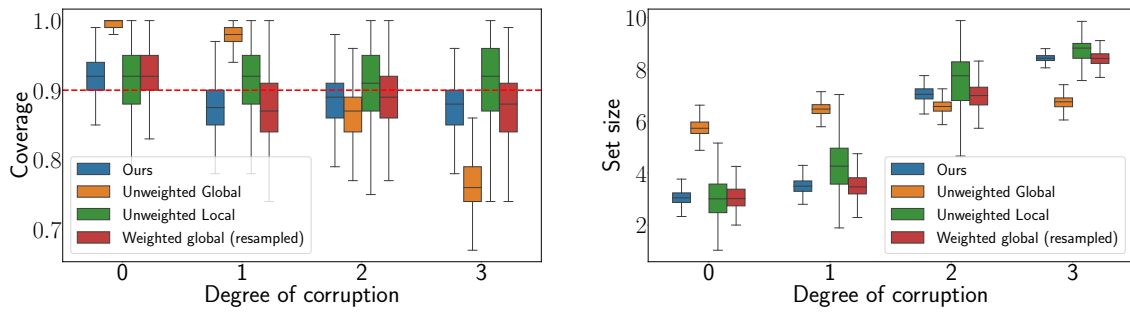 1.0
0.9
0.8
0.7
Coverage
Ours
Unweighted Global
Unweighted Local
Weighted global (resampled)
0 1 2 3
Degree of corruption
10
8
6
4
2
Set size
Ours
Unweighted Global
Unweighted Local
Weighted global (resampled)
0 1 2 3
Degree of corruption